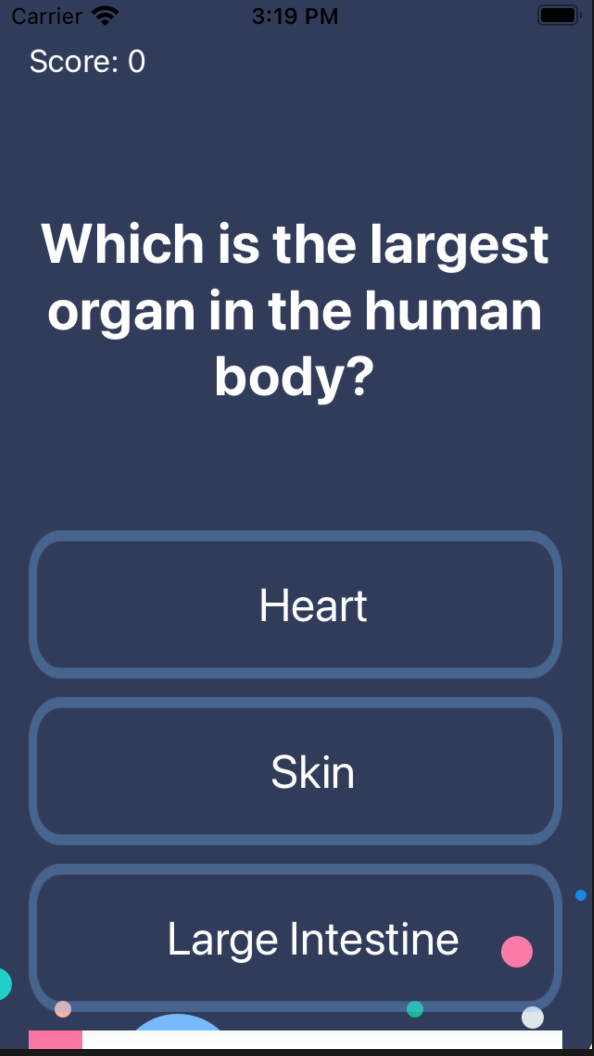 Carrier 3:19 PM
Score: 0
Which is the largest
organ in the human
body?
Heart
Skin
Large Intestine